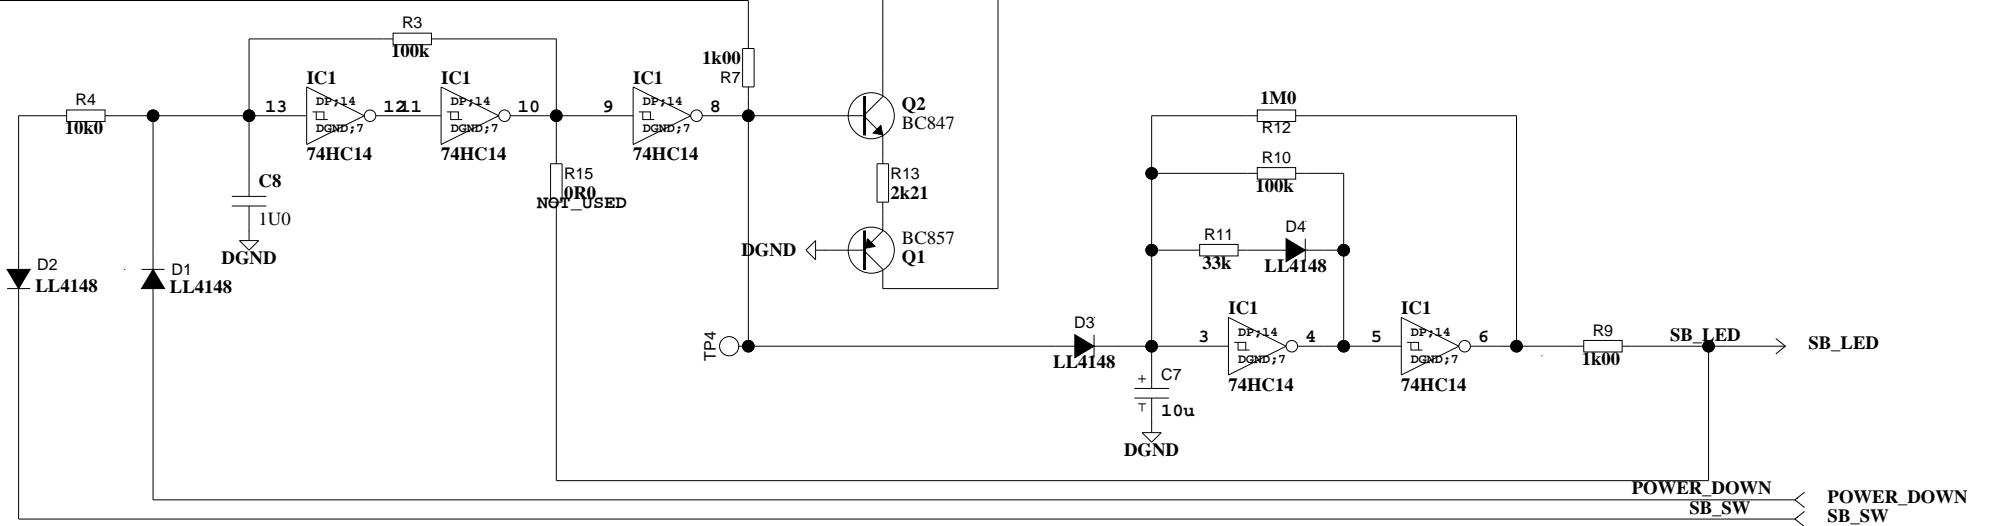 R3
100k
1k00
R7
IC1
IC1
IC1
R4
10k0
13
DP;14
DGND;7
12
11
DP;14
DGND;7
10
9
DP;14
DGND;7
8
74HC14
74HC14
74HC14
Q2
BC847
1M0
R12
C8
1U0
DGND
R15
0R0
NOT_USED
R13
2k21
R10
100k
DGND
BC857
Q1
R11
33k
D4
LL4148
D2
LL4148
D1
LL4148
IC1
IC1
TP4
D3
LL4148
3
DP;14
DGND;7
4
5
DP;14
DGND;7
6
R9
1k00
SB_LED
SB_LED
74HC14
74HC14
+
C7
T
10u
DGND
POWER_DOWN
POWER_DOWN
SB_SW
SB_SW